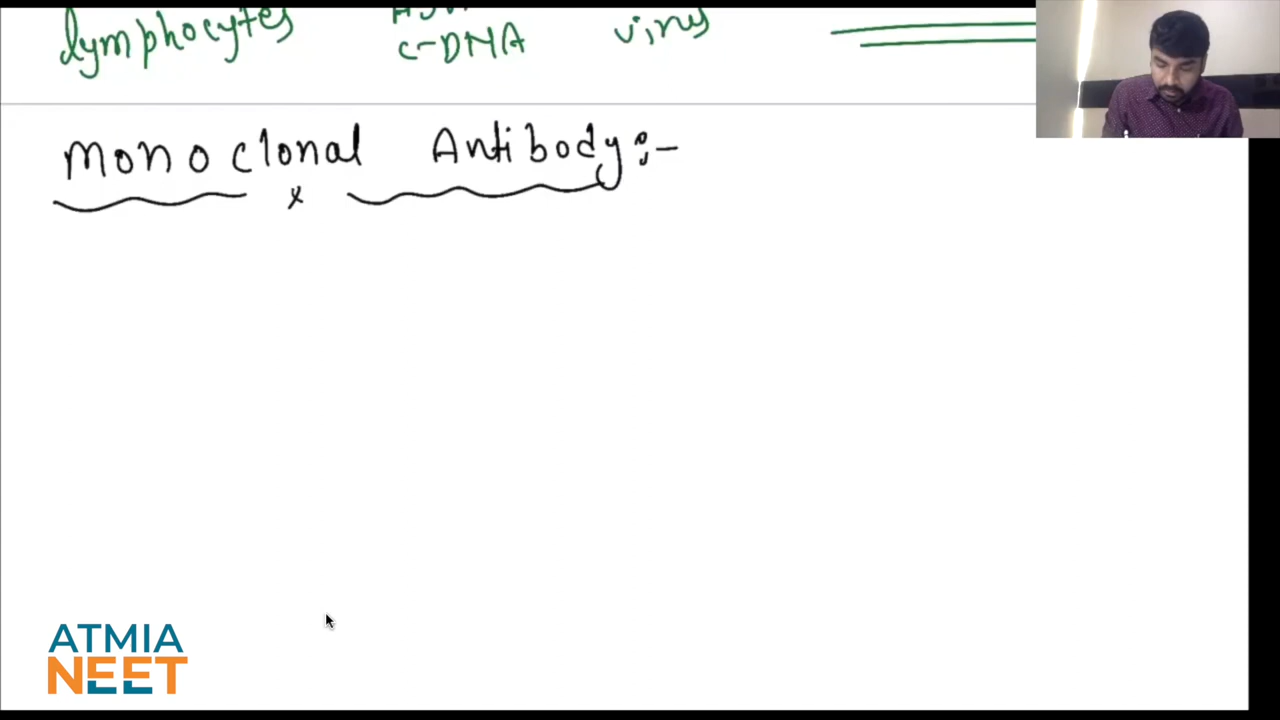 lymphocytes c-DNA virus
Monoclonal Antibody:-
x
ATMIA
NEET